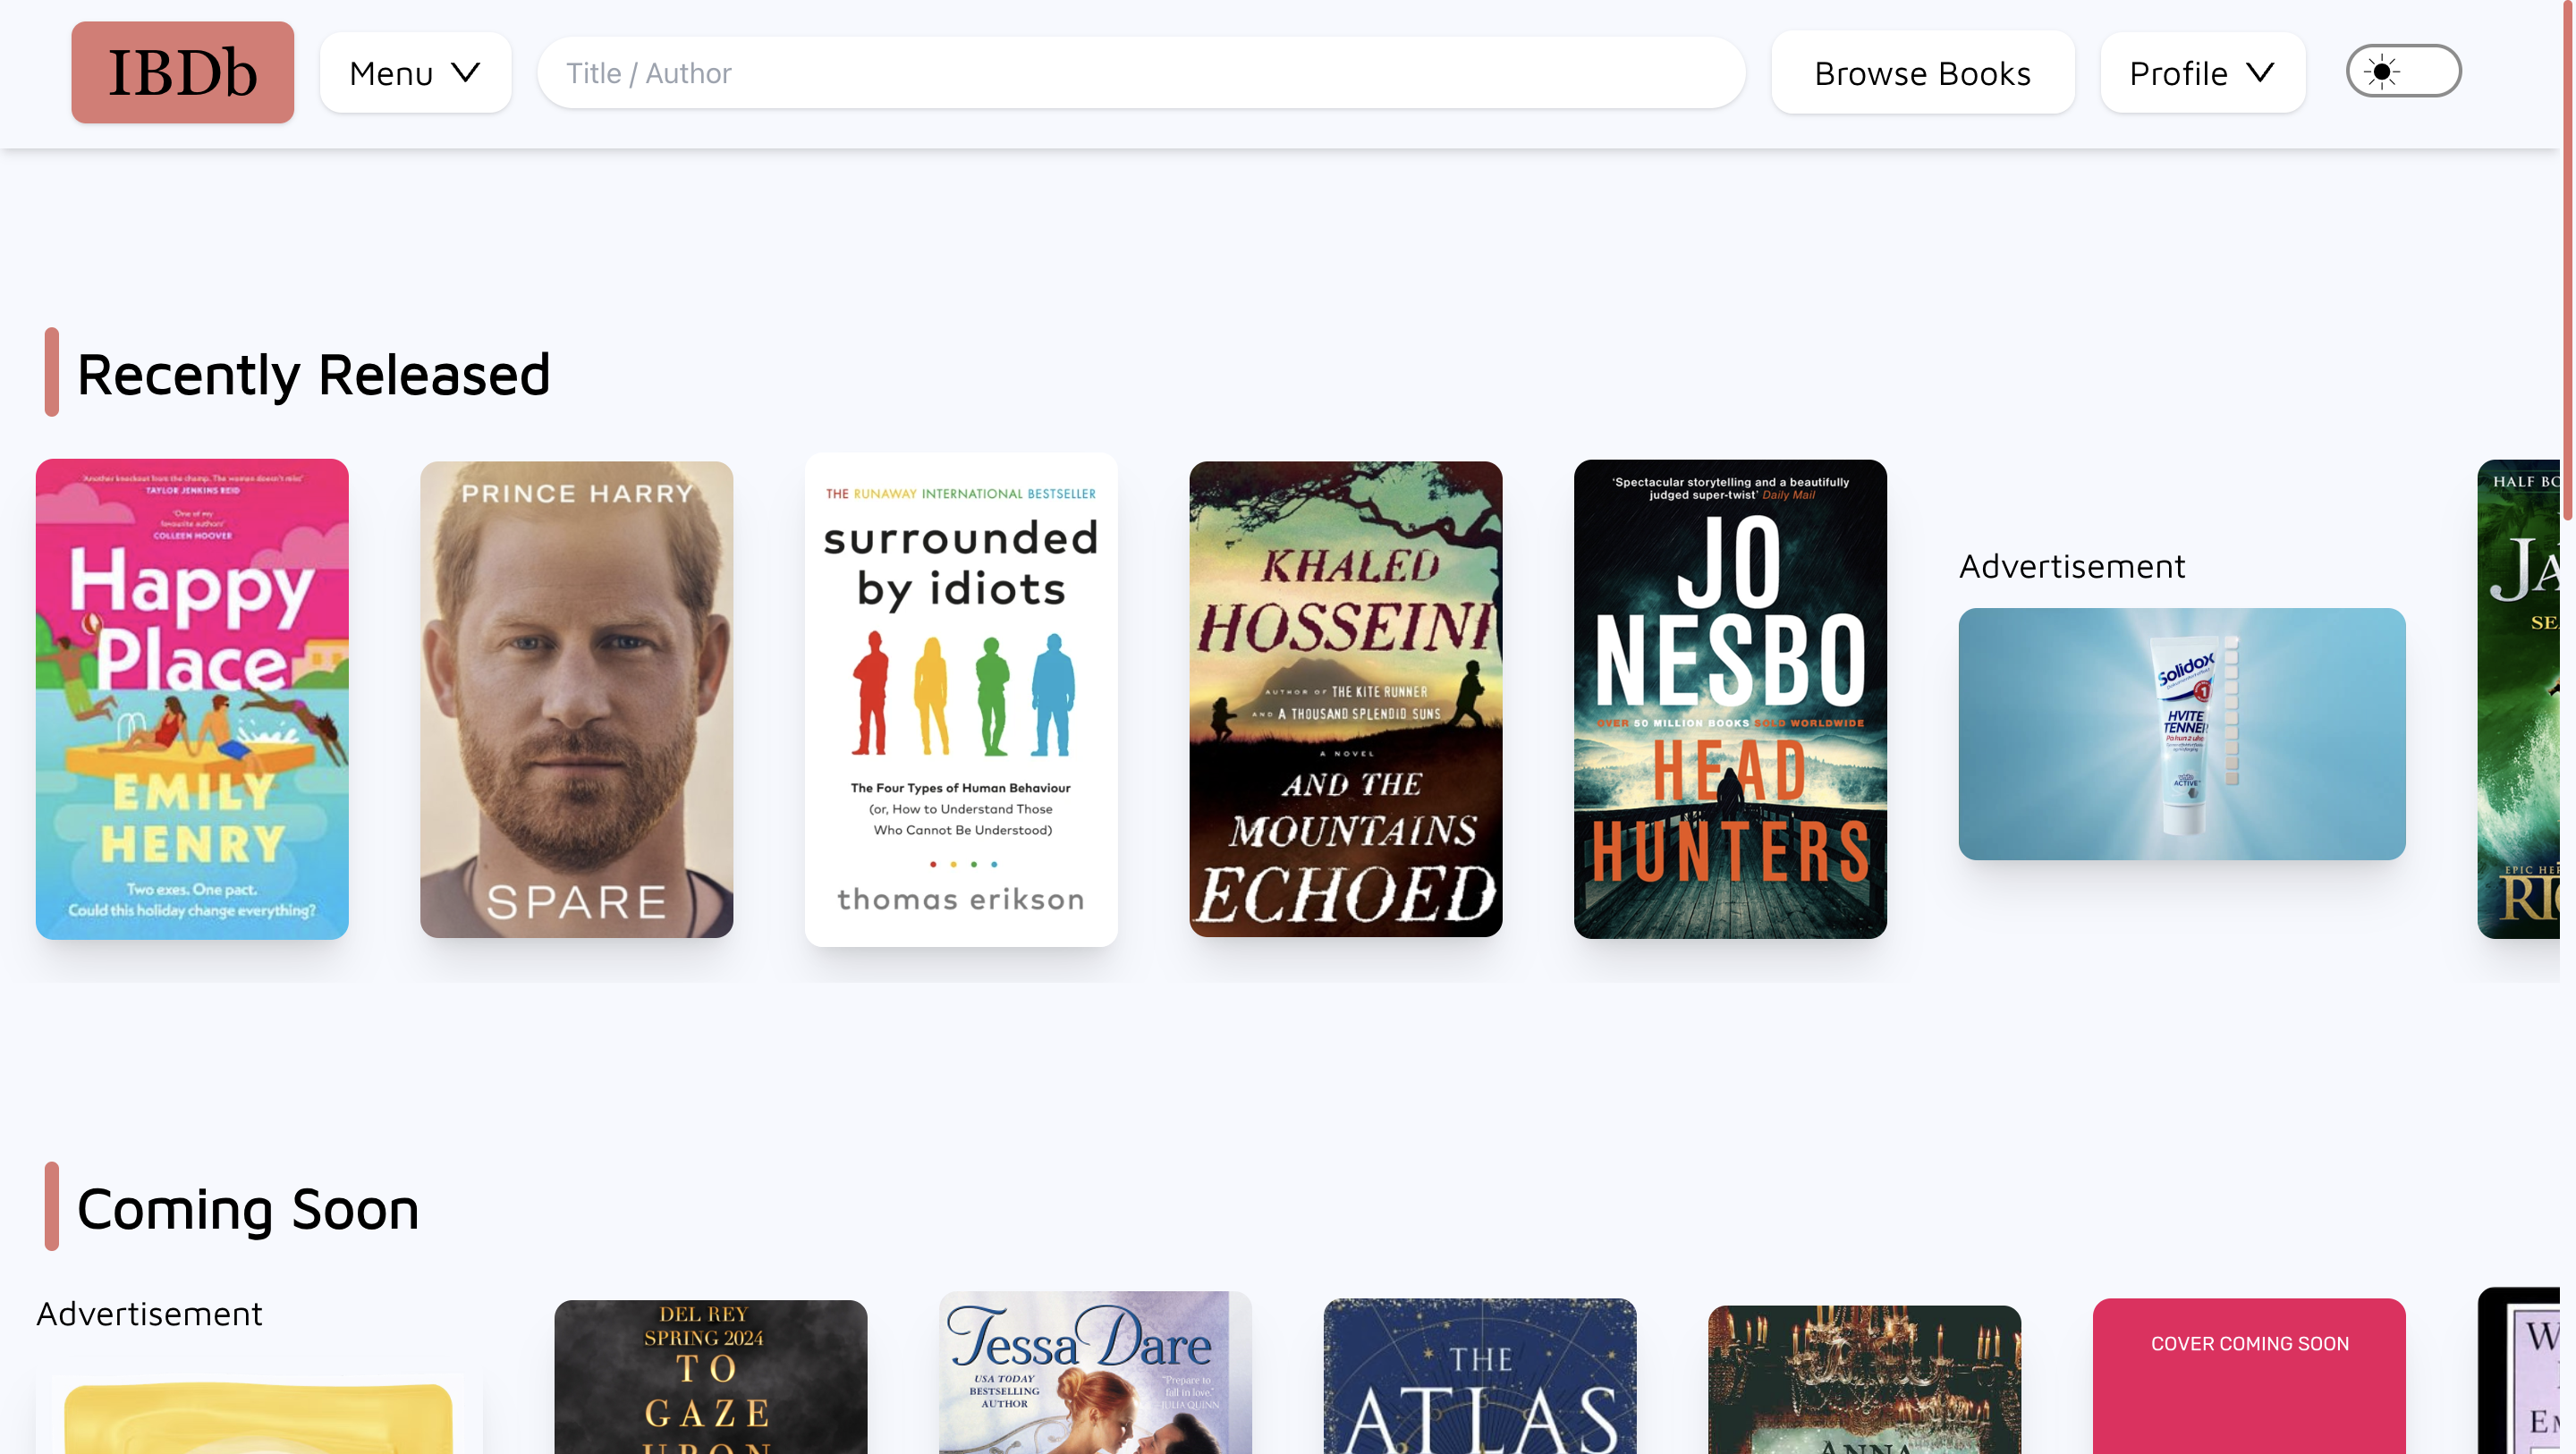 IBDb
Menu
Title / Author
Browse Books
Profile
Recently Released
'Another knockout from the champ. The woman doesn't miss'
TAYLOR JENKINS REID
'One of my
favourite authors'
COLLEEN HOOVER
Happy
Place
EMILY
HENRY
Two exes. One pact.
Could this holiday change everything?
PRINCE HARRY
SPARE
THE RUNAWAY INTERNATIONAL BESTSELLER
surrounded
by idiots
The Four Types of Human Behaviour
(or, How to Understand Those
Who Cannot Be Understood)
thomas erikson
KHALED
HOSSEINI
AUTHOR OF THE KITE RUNNER
AND A THOUSAND SPLENDID SUNS
A NOVEL
AND THE
MOUNTAINS
ECHOED
'Spectacular storytelling and a beautifully
judged super-twist' Daily Mail
JO
NESBO
OVER 50 MILLION BOOKS SOLD WORLDWIDE
HEAD
HUNTERS
Advertisement
Solidox
HVITE
TENNER
ACTIVE
HALF BO
JA
SE
EPIC HER
RI
Coming Soon
Advertisement
DEL REY
SPRING 2024
TO
GAZE
UPON
Tessa Dare
USA TODAY
BESTSELLING
AUTHOR
"Prepare to
fall in love."
JULIA QUINN
THE
ATLAS
ANNA
COVER COMING SOON
W
E